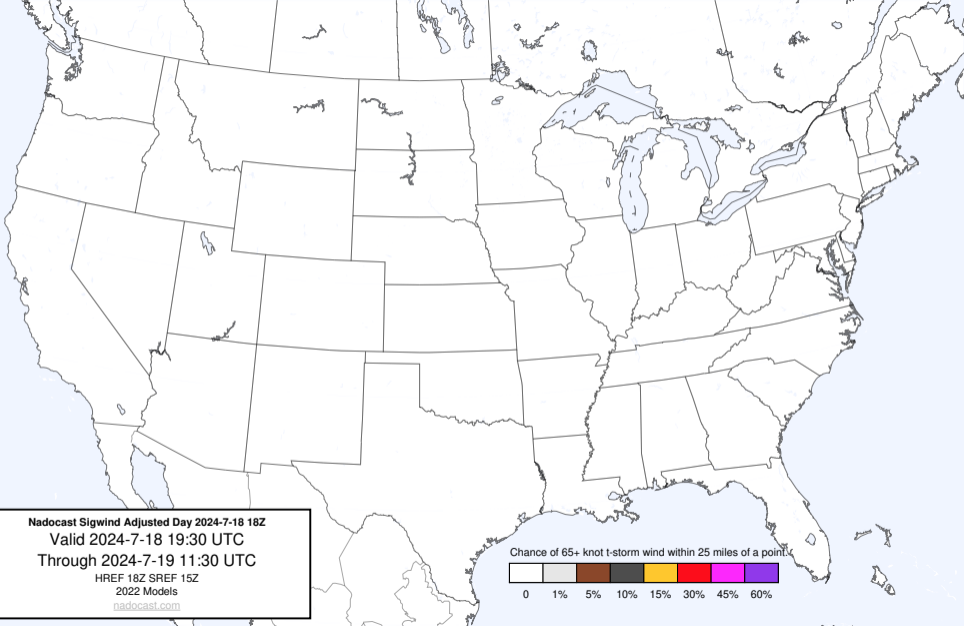 Nadocast Sigwind Adjusted Day 2024-7-18 18Z
Valid 2024-7-18 19:30 UTC
Through 2024-7-19 11:30 UTC
HREF 18Z SREF 15Z
2022 Models
nadocast.com
Chance of 65+ knot t-storm wind within 25 miles of a point.
0 1% 5% 10% 15% 30% 45% 60%